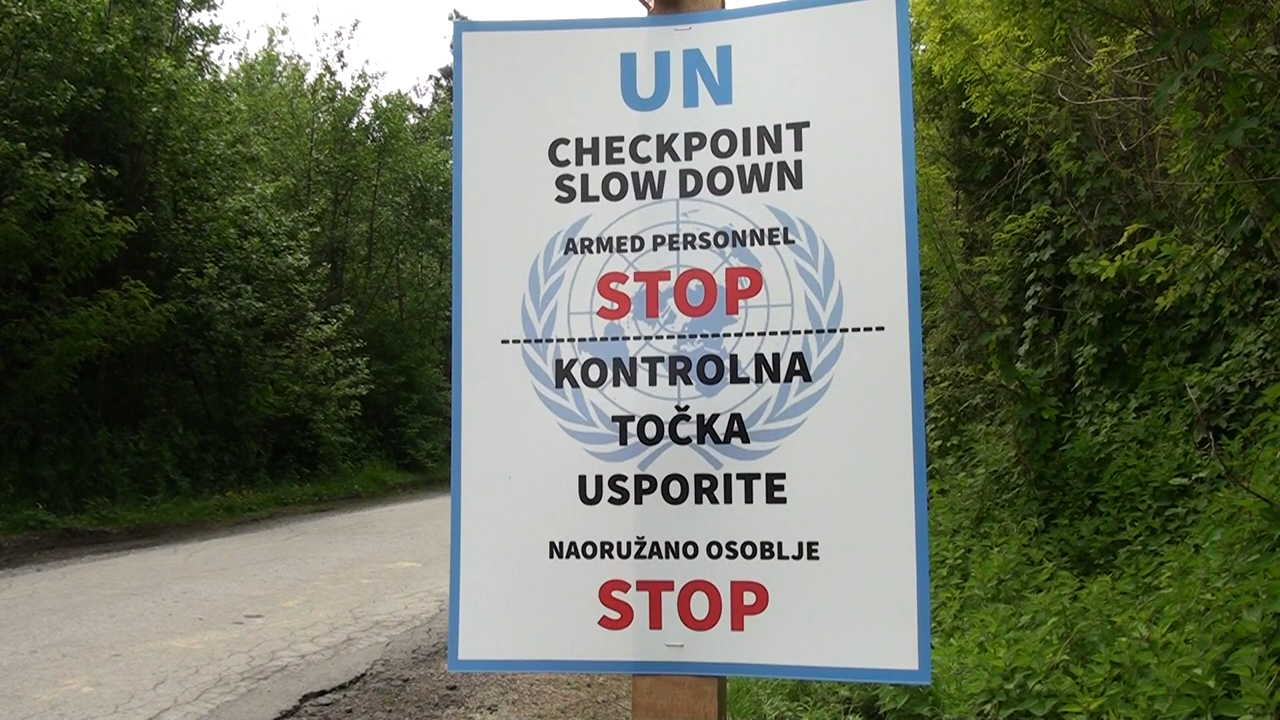 UN
CHECKPOINT
SLOW DOWN
ARMED PERSONNEL
STOP
KONTROLNA
TOČKA
USPORITE
NAORUŽANO OSOBLJE
STOP